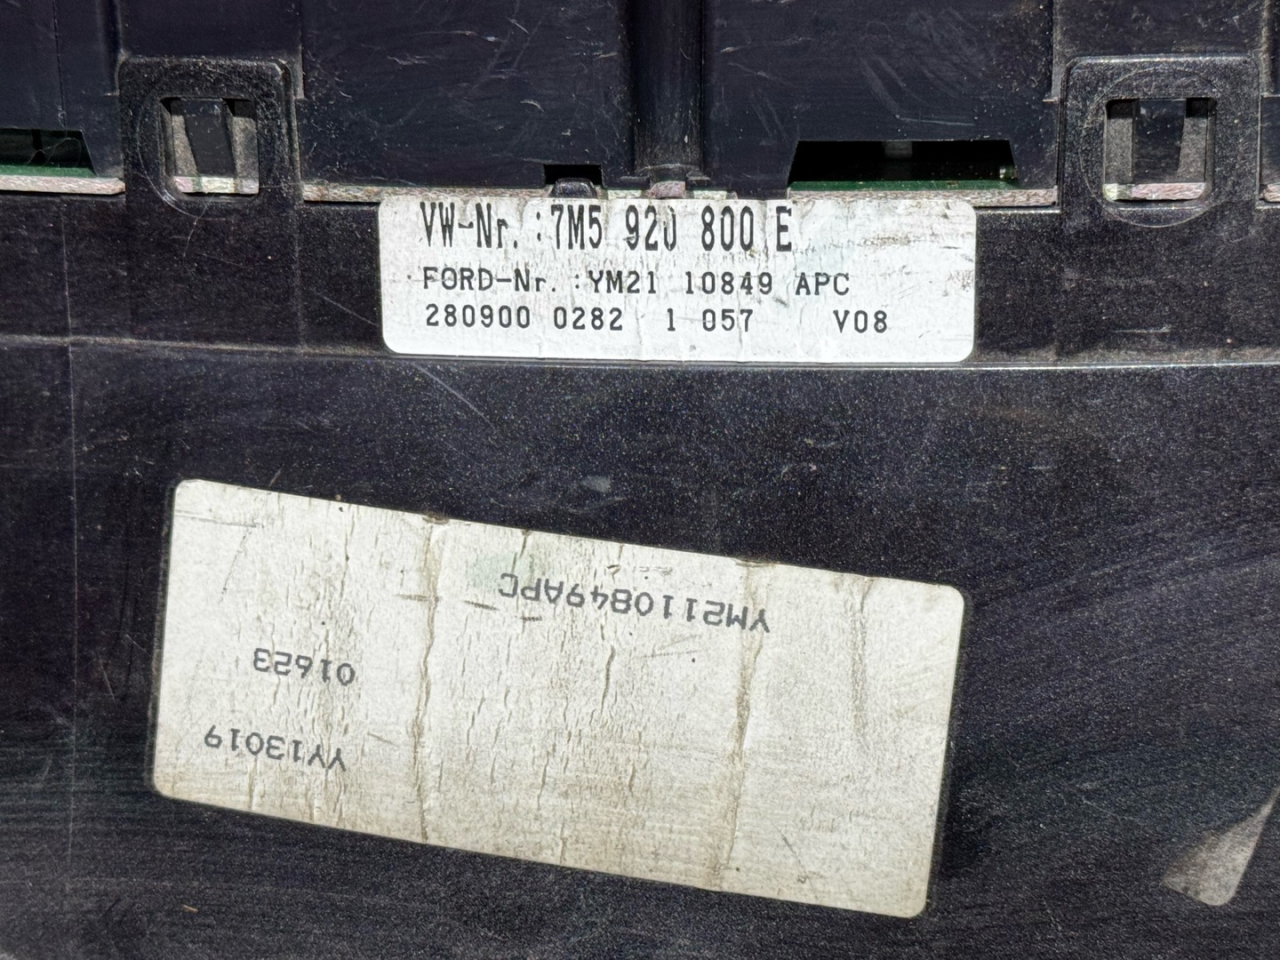 VW-Nr. :7M5 920 800 E
FORD-Nr. :YM21 10849 APC
280900 0282 1 057 V08
YM2110849APC
01623
YY13019